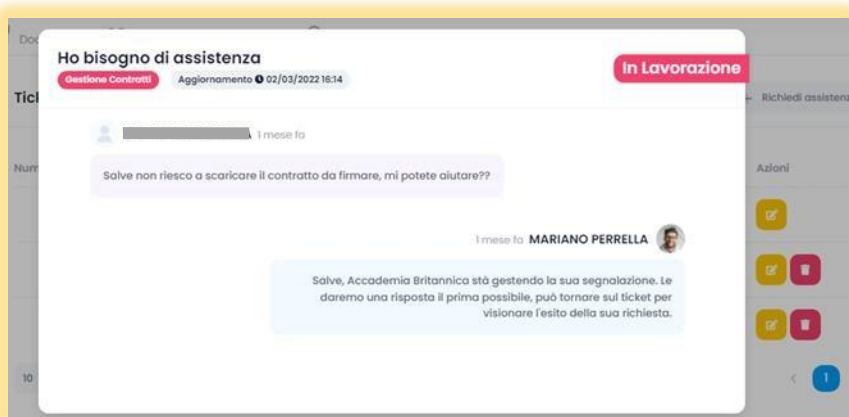 Doc
Ho bisogno di assistenza
Gestione Contratti
Aggiornamento 02/03/2022 16:14
In Lavorazione
Tick
Richiedi assistenz
1 mese fa
Num
Azioni
Salve non riesco a scaricare il contratto da firmare, mi potete aiutare??
1 mese fa MARIANO PERRELLA
Salve, Accademia Britannica stà gestendo la sua segnalazione. Le
daremo una risposta il prima possibile, può tornare sul ticket per
visionare l'esito della sua richiesta.
10
1